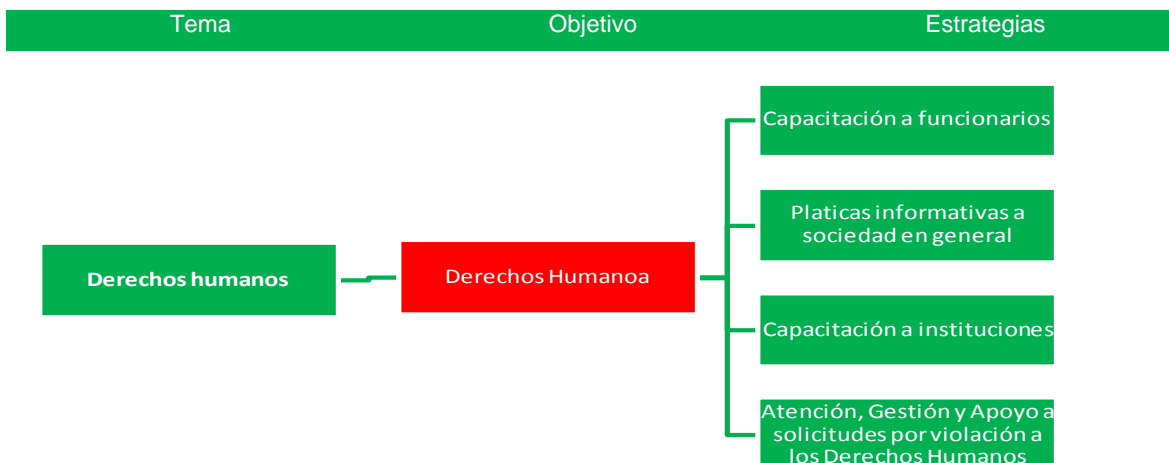 Tema
Objetivo
Estrategias
Capacitación a funcionarios
Platicas informativas a
sociedad en general
Derechos humanos
Derechos Humanoa
Capacitación a instituciones
Atención, Gestión y Apoyo a
solicitudes por violación a
los Derechos Humanos